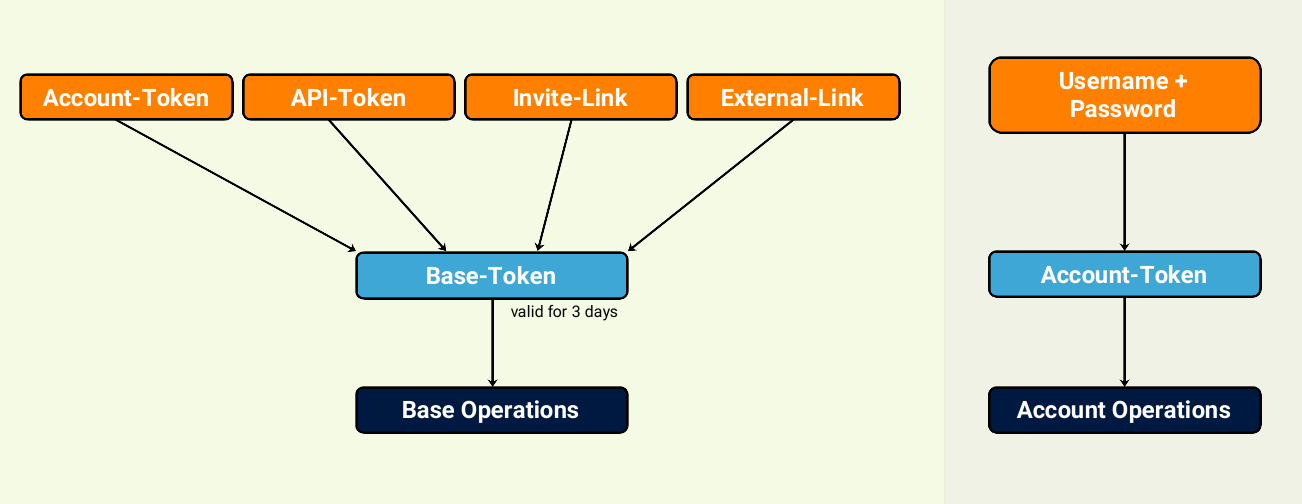 Account-Token
API-Token
Invite-Link
External-Link
Base-Token
valid for 3 days
Base Operations
Username +
Password
Account-Token
Account Operations